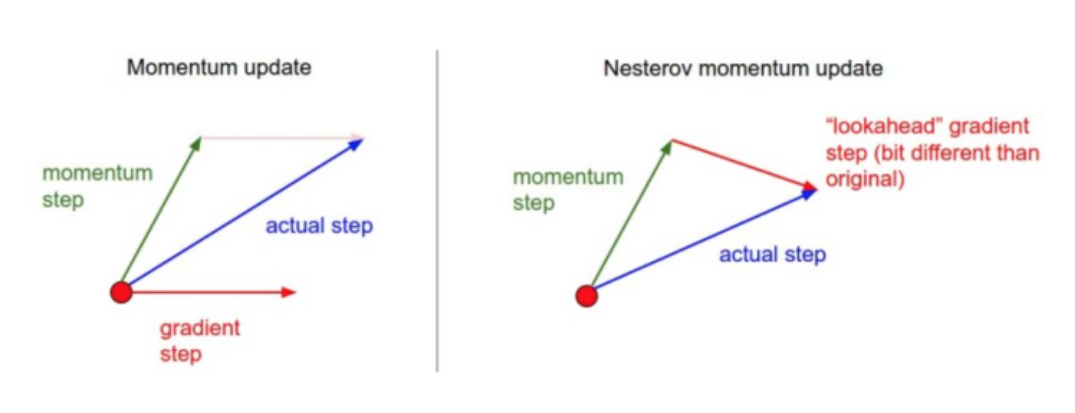 Momentum update
momentum
step
actual step
gradient
step
Nesterov momentum update
“lookahead” gradient
step (bit different than
original)
momentum
step
actual step